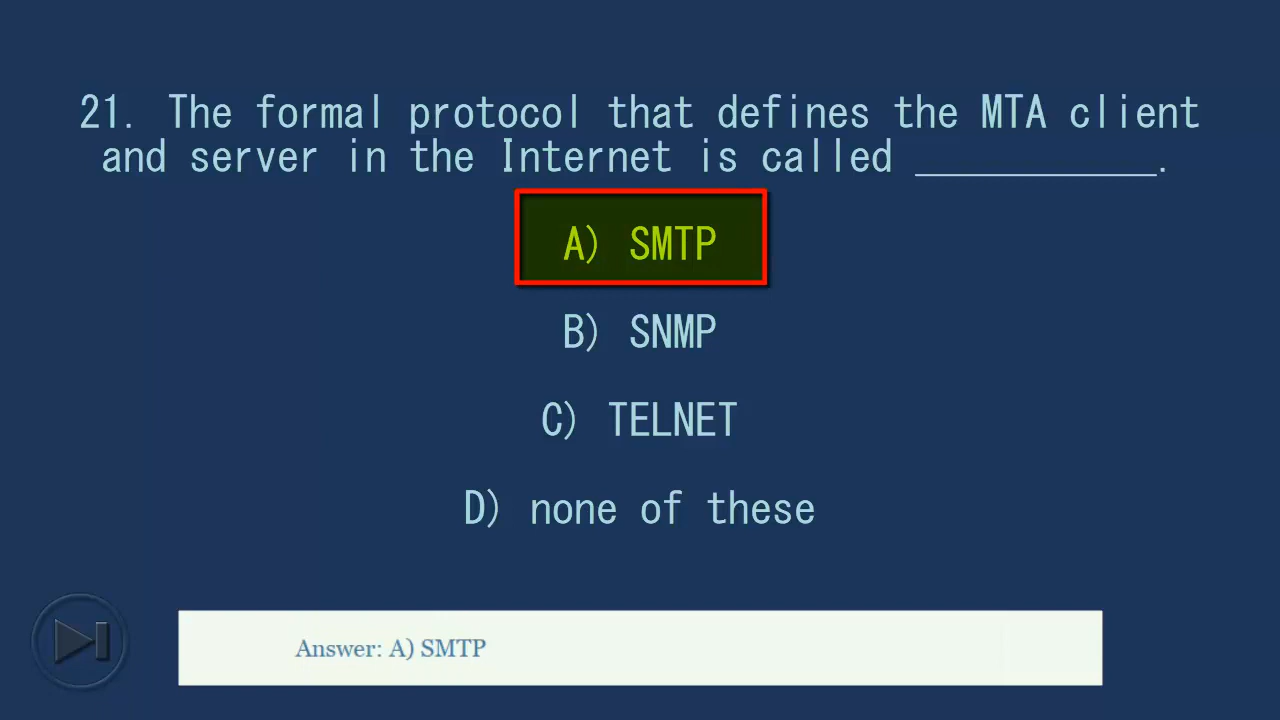 21. The formal protocol that defines the MTA client
and server in the Internet is called ___________.
A) SMTP
B) SNMP
C) TELNET
D) none of these
Answer: A) SMTP